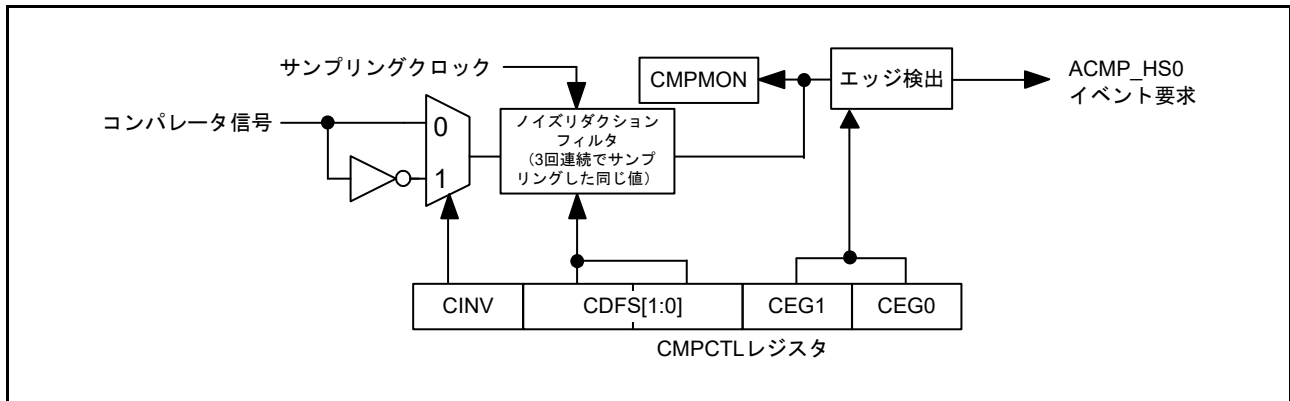 サンプリングクロック
CMPMON
エッジ検出
ACMP_HS0
イベント要求
コンパレータ信号
0
1
ノイズリダクション
フィルタ
(3回連続でサンプ
リングした同じ値)
CINV
CDFS[1:0]
CEG1
CEG0
CMPCTLレジスタ